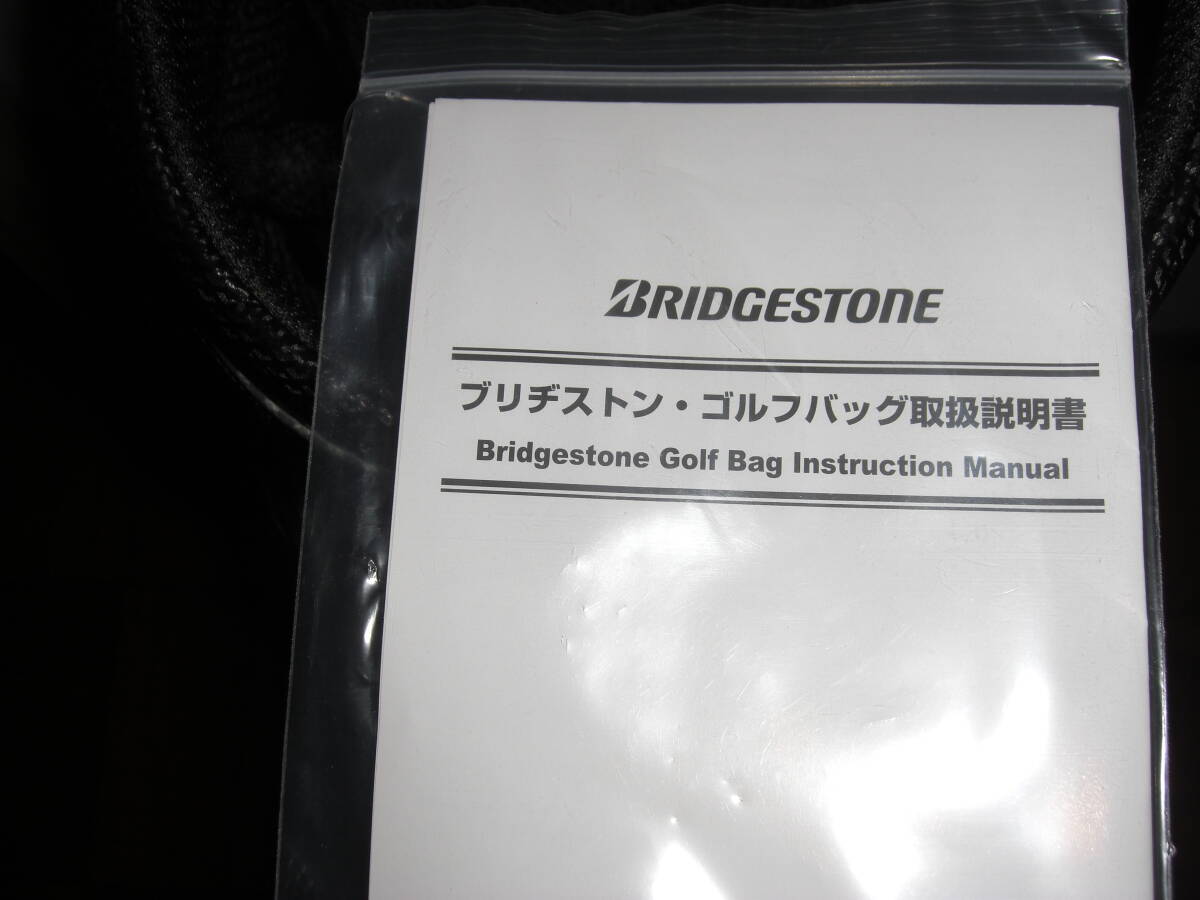 BRIDGESTONE
ブリヂストン・ゴルフバッグ取扱説明書
Bridgestone Golf Bag Instruction Manual